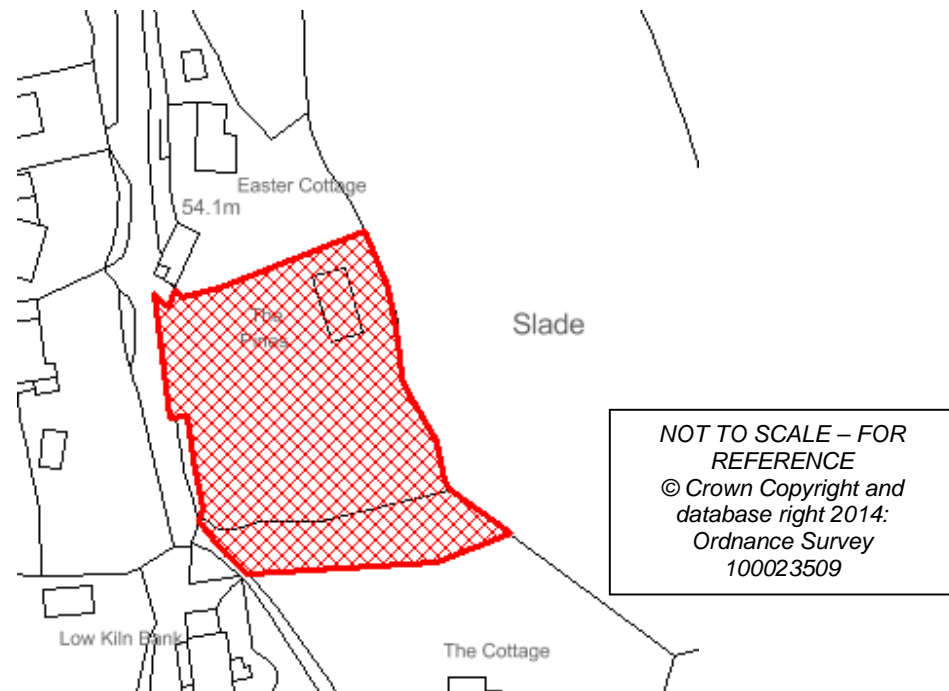 Easter Cottage
54.1m
The
Pines
Slade
NOT TO SCALE – FOR
REFERENCE
© Crown Copyright and
database right 2014:
Ordnance Survey
100023509
Low Kiln Bank
The Cottage